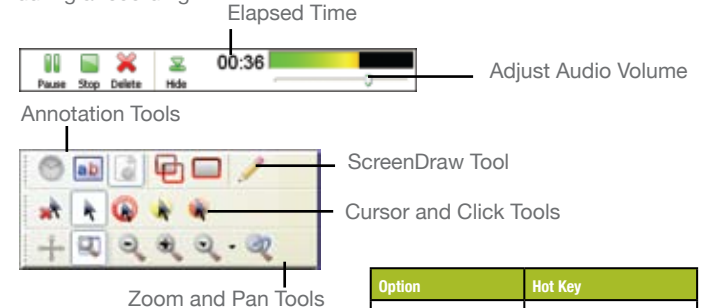 Elapsed Time
00:36
Pause Stop Delete Hide
Adjust Audio Volume
Annotation Tools
ab
ScreenDraw Tool
Cursor and Click Tools
Zoom and Pan Tools
Option Hot Key